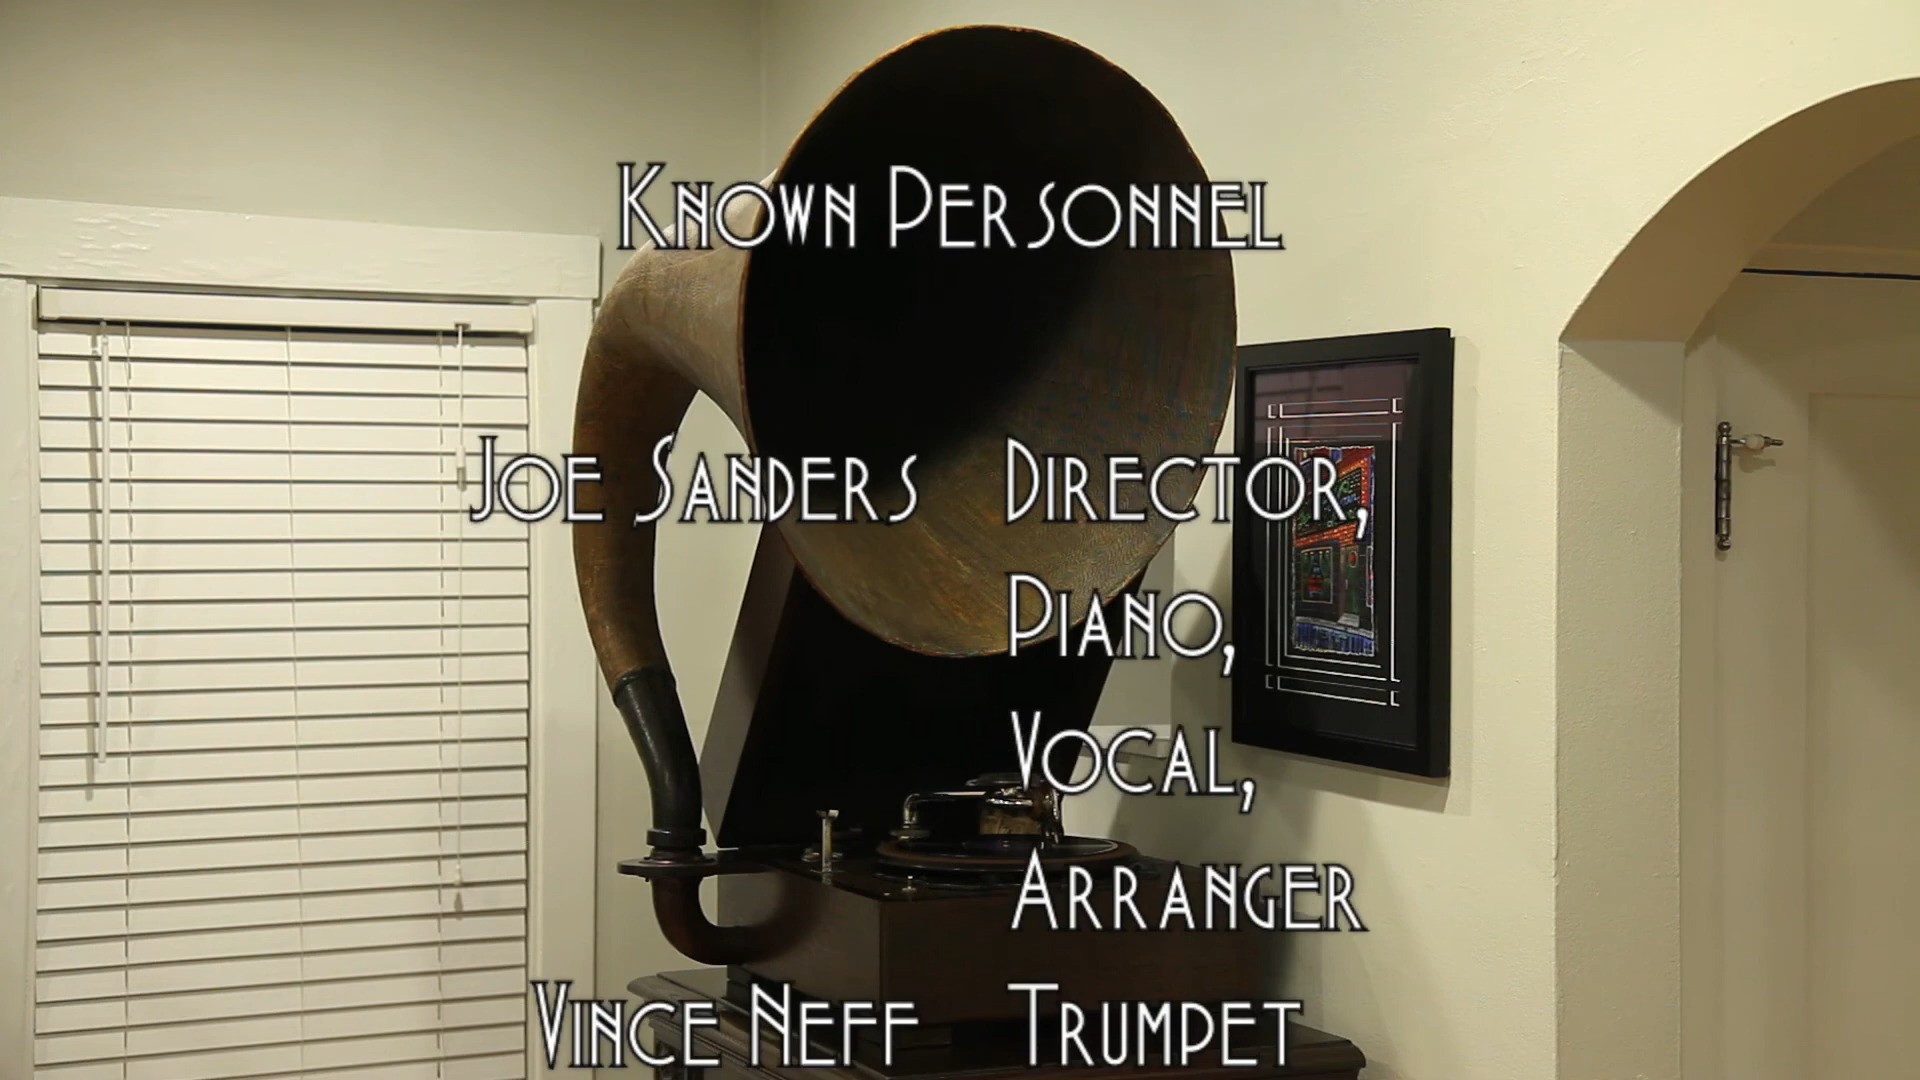 Known Personnel
Joe Sanders Director,
Piano,
Vocal,
Arranger
Vince Neff Trumpet